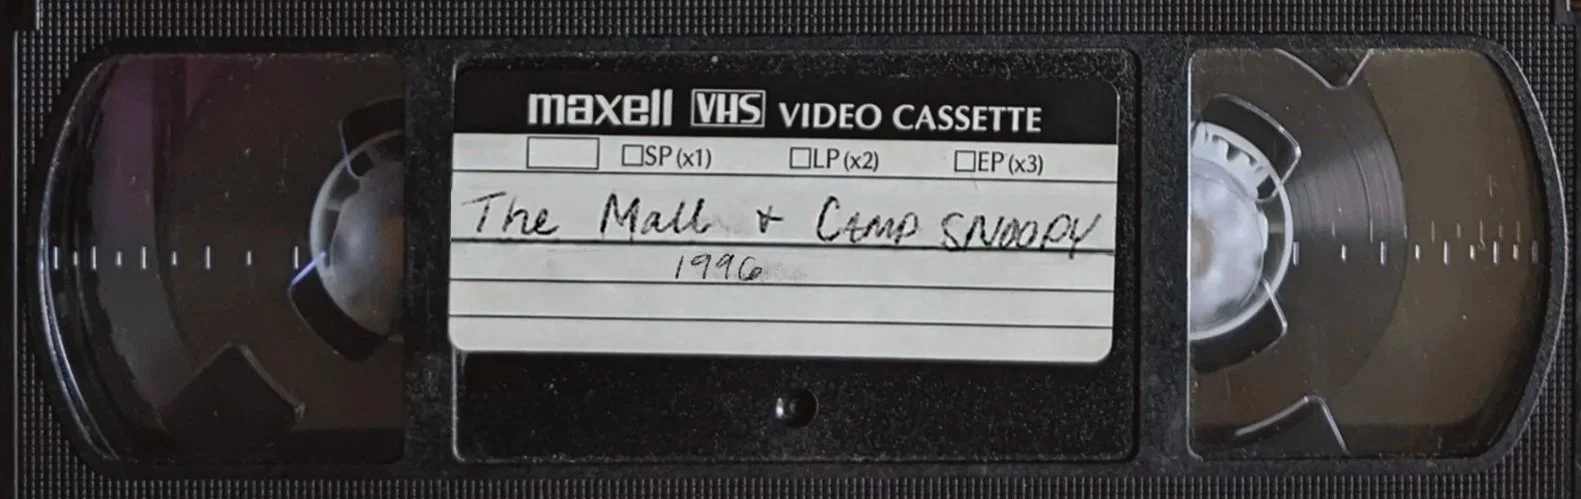 maxell VHS VIDEO CASSETTE
☐SP (x1) ☐LP (x2) ☐EP (x3)
The Mall + CAMP SNOOPY
1996